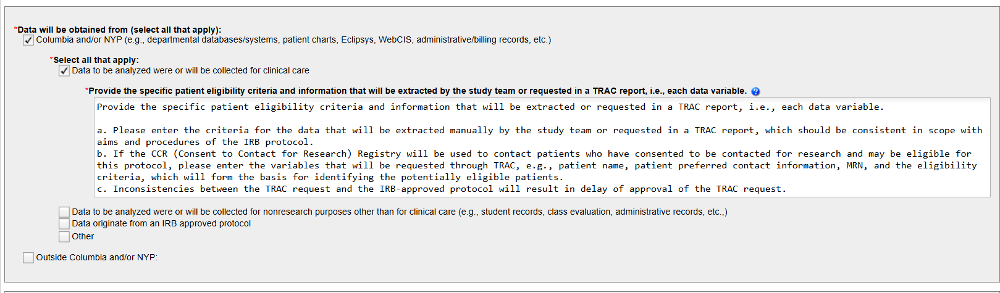 *Data will be obtained from (select all that apply):
Columbia and/or NYP (e.g., departmental databases/systems, patient charts, Eclipsys, WebCIS, administrative/billing records, etc.)
*Select all that apply:
Data to be analyzed were or will be collected for clinical care
*Provide the specific patient eligibility criteria and information that will be extracted by the study team or requested in a TRAC report, i.e., each data variable. ?
Provide the specific patient eligibility criteria and information that will be extracted or requested in a TRAC report, i.e., each data variable.
a. Please enter the criteria for the data that will be extracted manually by the study team or requested in a TRAC report, which should be consistent in scope with
aims and procedures of the IRB protocol.
b. If the CCR (Consent to Contact for Research) Registry will be used to contact patients who have consented to be contacted for research and may be eligible for
this protocol, please enter the variables that will be requested through TRAC, e.g., patient name, patient preferred contact information, MRN, and the eligibility
criteria, which will form the basis for identifying the potentially eligible patients.
c. Inconsistencies between the TRAC request and the IRB-approved protocol will result in delay of approval of the TRAC request.
Data to be analyzed were or will be collected for nonresearch purposes other than for clinical care (e.g., student records, class evaluation, administrative records, etc.,)
Data originate from an IRB approved protocol
Other
Outside Columbia and/or NYP: